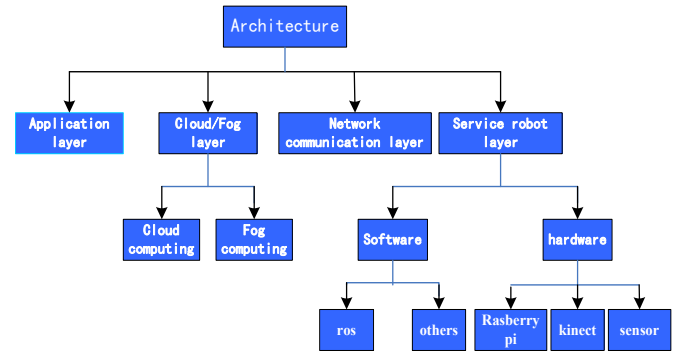 Architecture
Application
layer
Cloud/Fog
layer
Network
communication layer
Service robot
layer
Cloud
computing
Fog
computing
Software
hardware
ros
others
Rasberry
pi
kinect
sensor